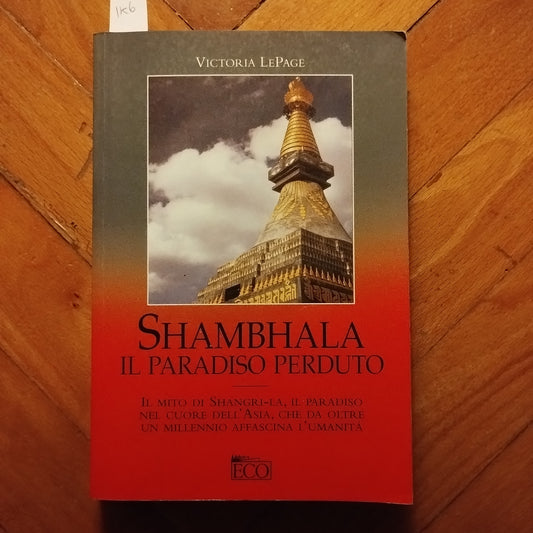 1K6
VICTORIA LEPAGE
SHAMBHALA
IL PARADISO PERDUTO
IL MITO DI SHANGRI-LA, IL PARADISO
NEL CUORE DELL'ASIA, CHE DA OLTRE
UN MILLENNIO AFFASCINA L'UMANITÀ
ECO